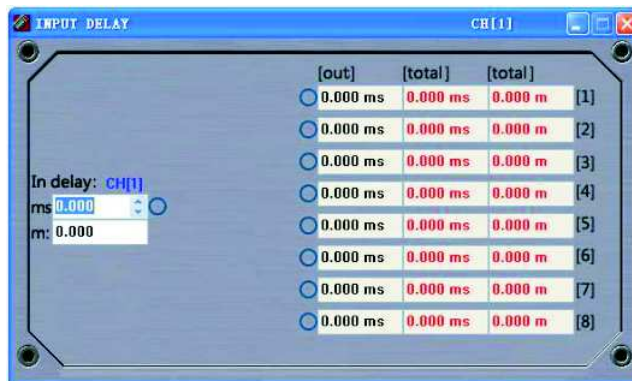 INPUT DELAY CH[1]
[out] [total] [total]
0.000 ms 0.000 ms 0.000 m [1]
0.000 ms 0.000 ms 0.000 m [2]
0.000 ms 0.000 ms 0.000 m [3]
In delay: CH[1]
0.000 ms 0.000 ms 0.000 m [4]
ms 0.000
0.000 ms 0.000 ms 0.000 m [5]
m: 0.000
0.000 ms 0.000 ms 0.000 m [6]
0.000 ms 0.000 ms 0.000 m [7]
0.000 ms 0.000 ms 0.000 m [8]